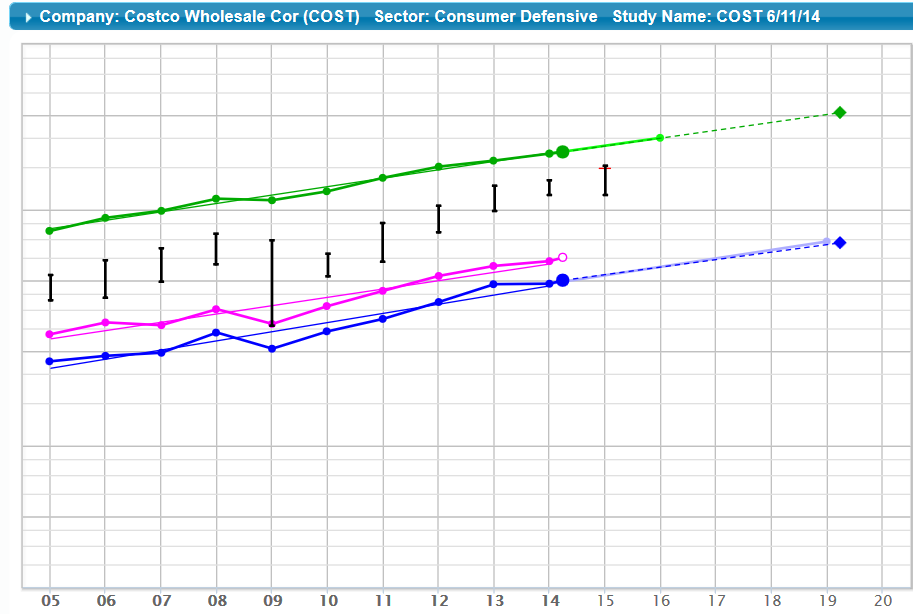 Company: Costco Wholesale Cor (COST) Sector: Consumer Defensive Study Name: COST 6/11/14
05 06 07 08 09 10 11 12 13 14 15 16 17 18 19 20